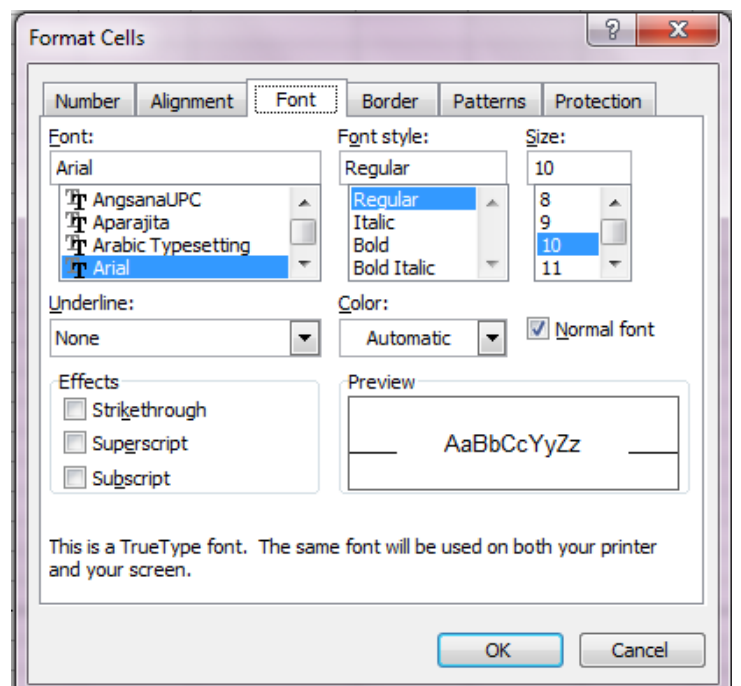 Format Cells
Number Alignment Font Border Patterns Protection
Font: Font style: Size:
Arial Regular 10
AngsanaUPC Regular 8
Aparajita Italic 9
Arabic Typesetting Bold 10
Arial Bold Italic 11
Underline: Color:
None Automatic Normal font
Effects Preview
Strikethrough
Superscript AaBbCcYyZz
Subscript
This is a TrueType font. The same font will be used on both your printer
and your screen.
OK Cancel